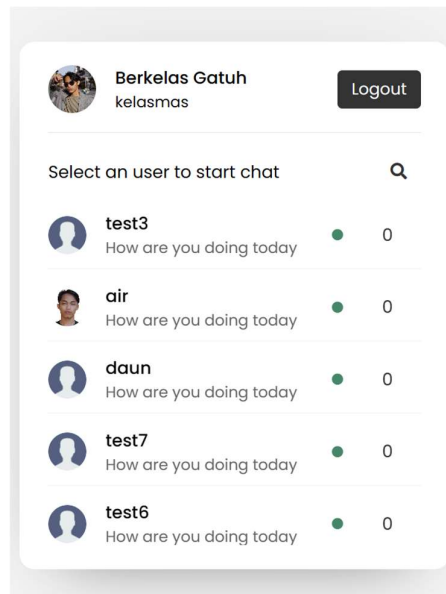 Berkelas Gatuh
kelasmas
Logout
Select an user to start chat
test3
How are you doing today
0
air
How are you doing today
0
daun
How are you doing today
0
test7
How are you doing today
0
test6
How are you doing today
0